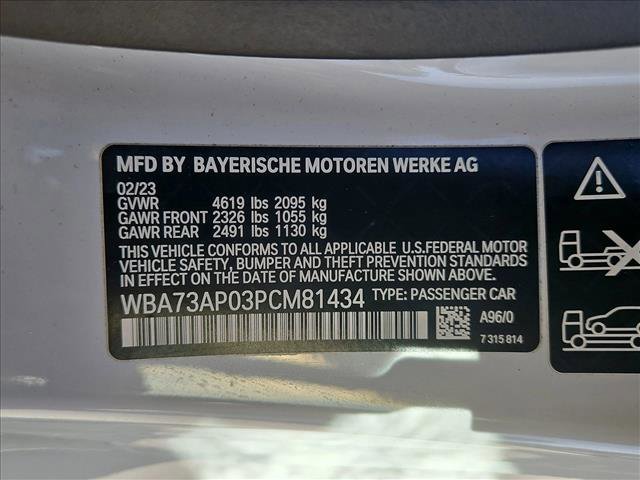 MFD BY BAYERISCHE MOTOREN WERKE AG
02/23
GVWR 4619 lbs 2095 kg
GAWR FRONT 2326 lbs 1055 kg
GAWR REAR 2491 lbs 1130 kg
THIS VEHICLE CONFORMS TO ALL APPLICABLE U.S.FEDERAL MOTOR
VEHICLE SAFETY, BUMPER AND THEFT PREVENTION STANDARDS
IN EFFECT ON THE DATE OF MANUFACTURE SHOWN ABOVE.
WBA73AP03PCM81434 TYPE: PASSENGER CAR
A96/0
7 315 814